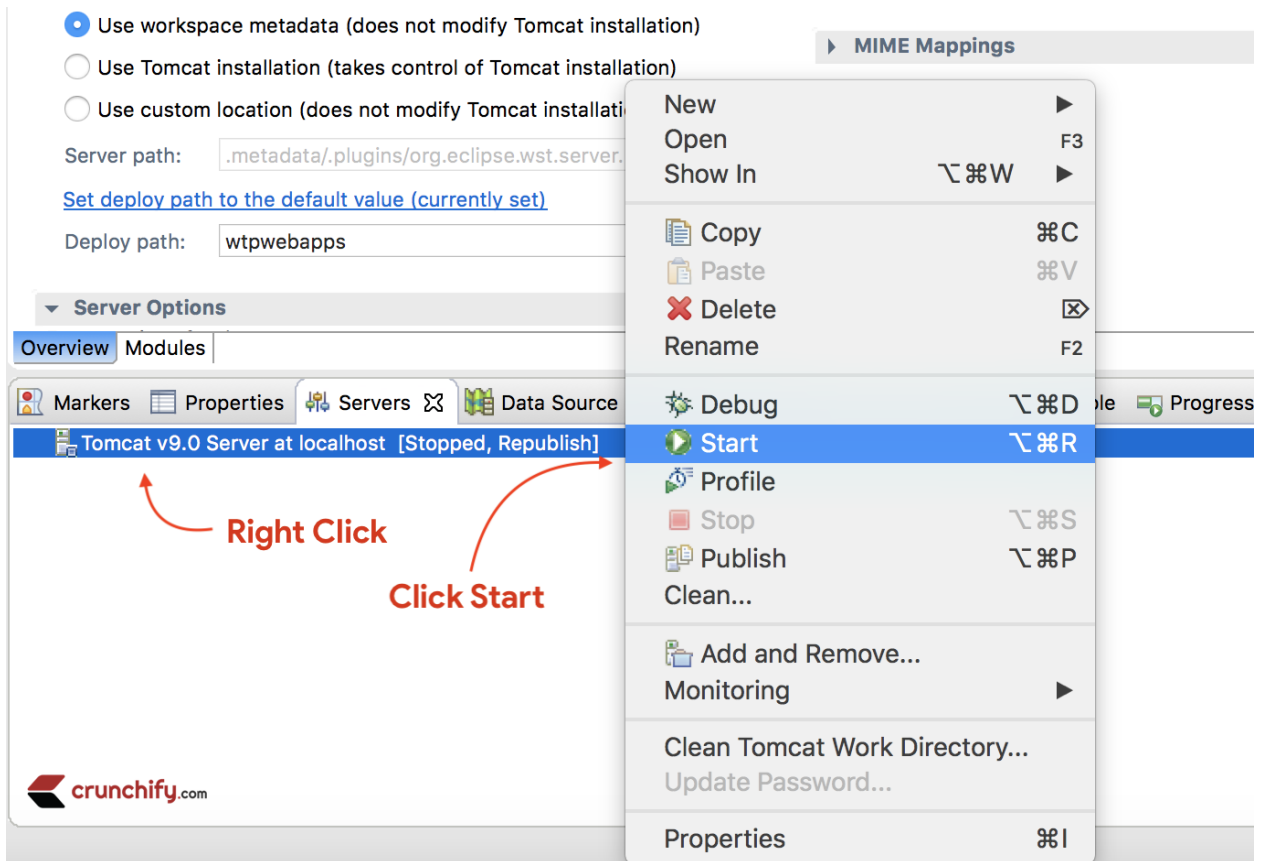 Use workspace metadata (does not modify Tomcat installation)
Use Tomcat installation (takes control of Tomcat installation)
Use custom location (does not modify Tomcat installati
Server path: .metadata/.plugins/org.eclipse.wst.server.
Set deploy path to the default value (currently set)
Deploy path: wtpwebapps
Server Options
MIME Mappings
Overview Modules
Markers Properties Servers Data Source
Progress
Tomcat v9.0 Server at localhost [Stopped, Republish]
Right Click
Click Start
crunchify.com
New
Open F3
Show In ⌥⌘W
Copy ⌘C
Paste ⌘V
Delete ⌦
Rename F2
Debug ⌥⌘D
Start ⌥⌘R
Profile
Stop ⌥⌘S
Publish ⌥⌘P
Clean...
Add and Remove...
Monitoring
Clean Tomcat Work Directory...
Update Password...
Properties ⌘I